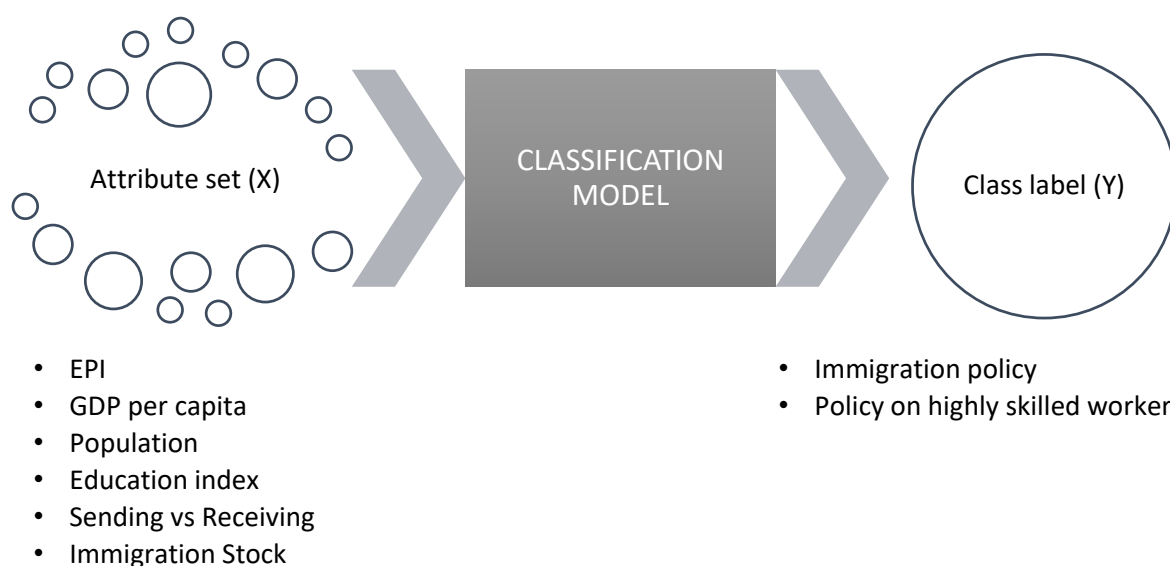 Attribute set (X)
CLASSIFICATION
MODEL
Class label (Y)
• EPI
• GDP per capita
• Population
• Education index
• Sending vs Receiving
• Immigration Stock
• Immigration policy
• Policy on highly skilled worker